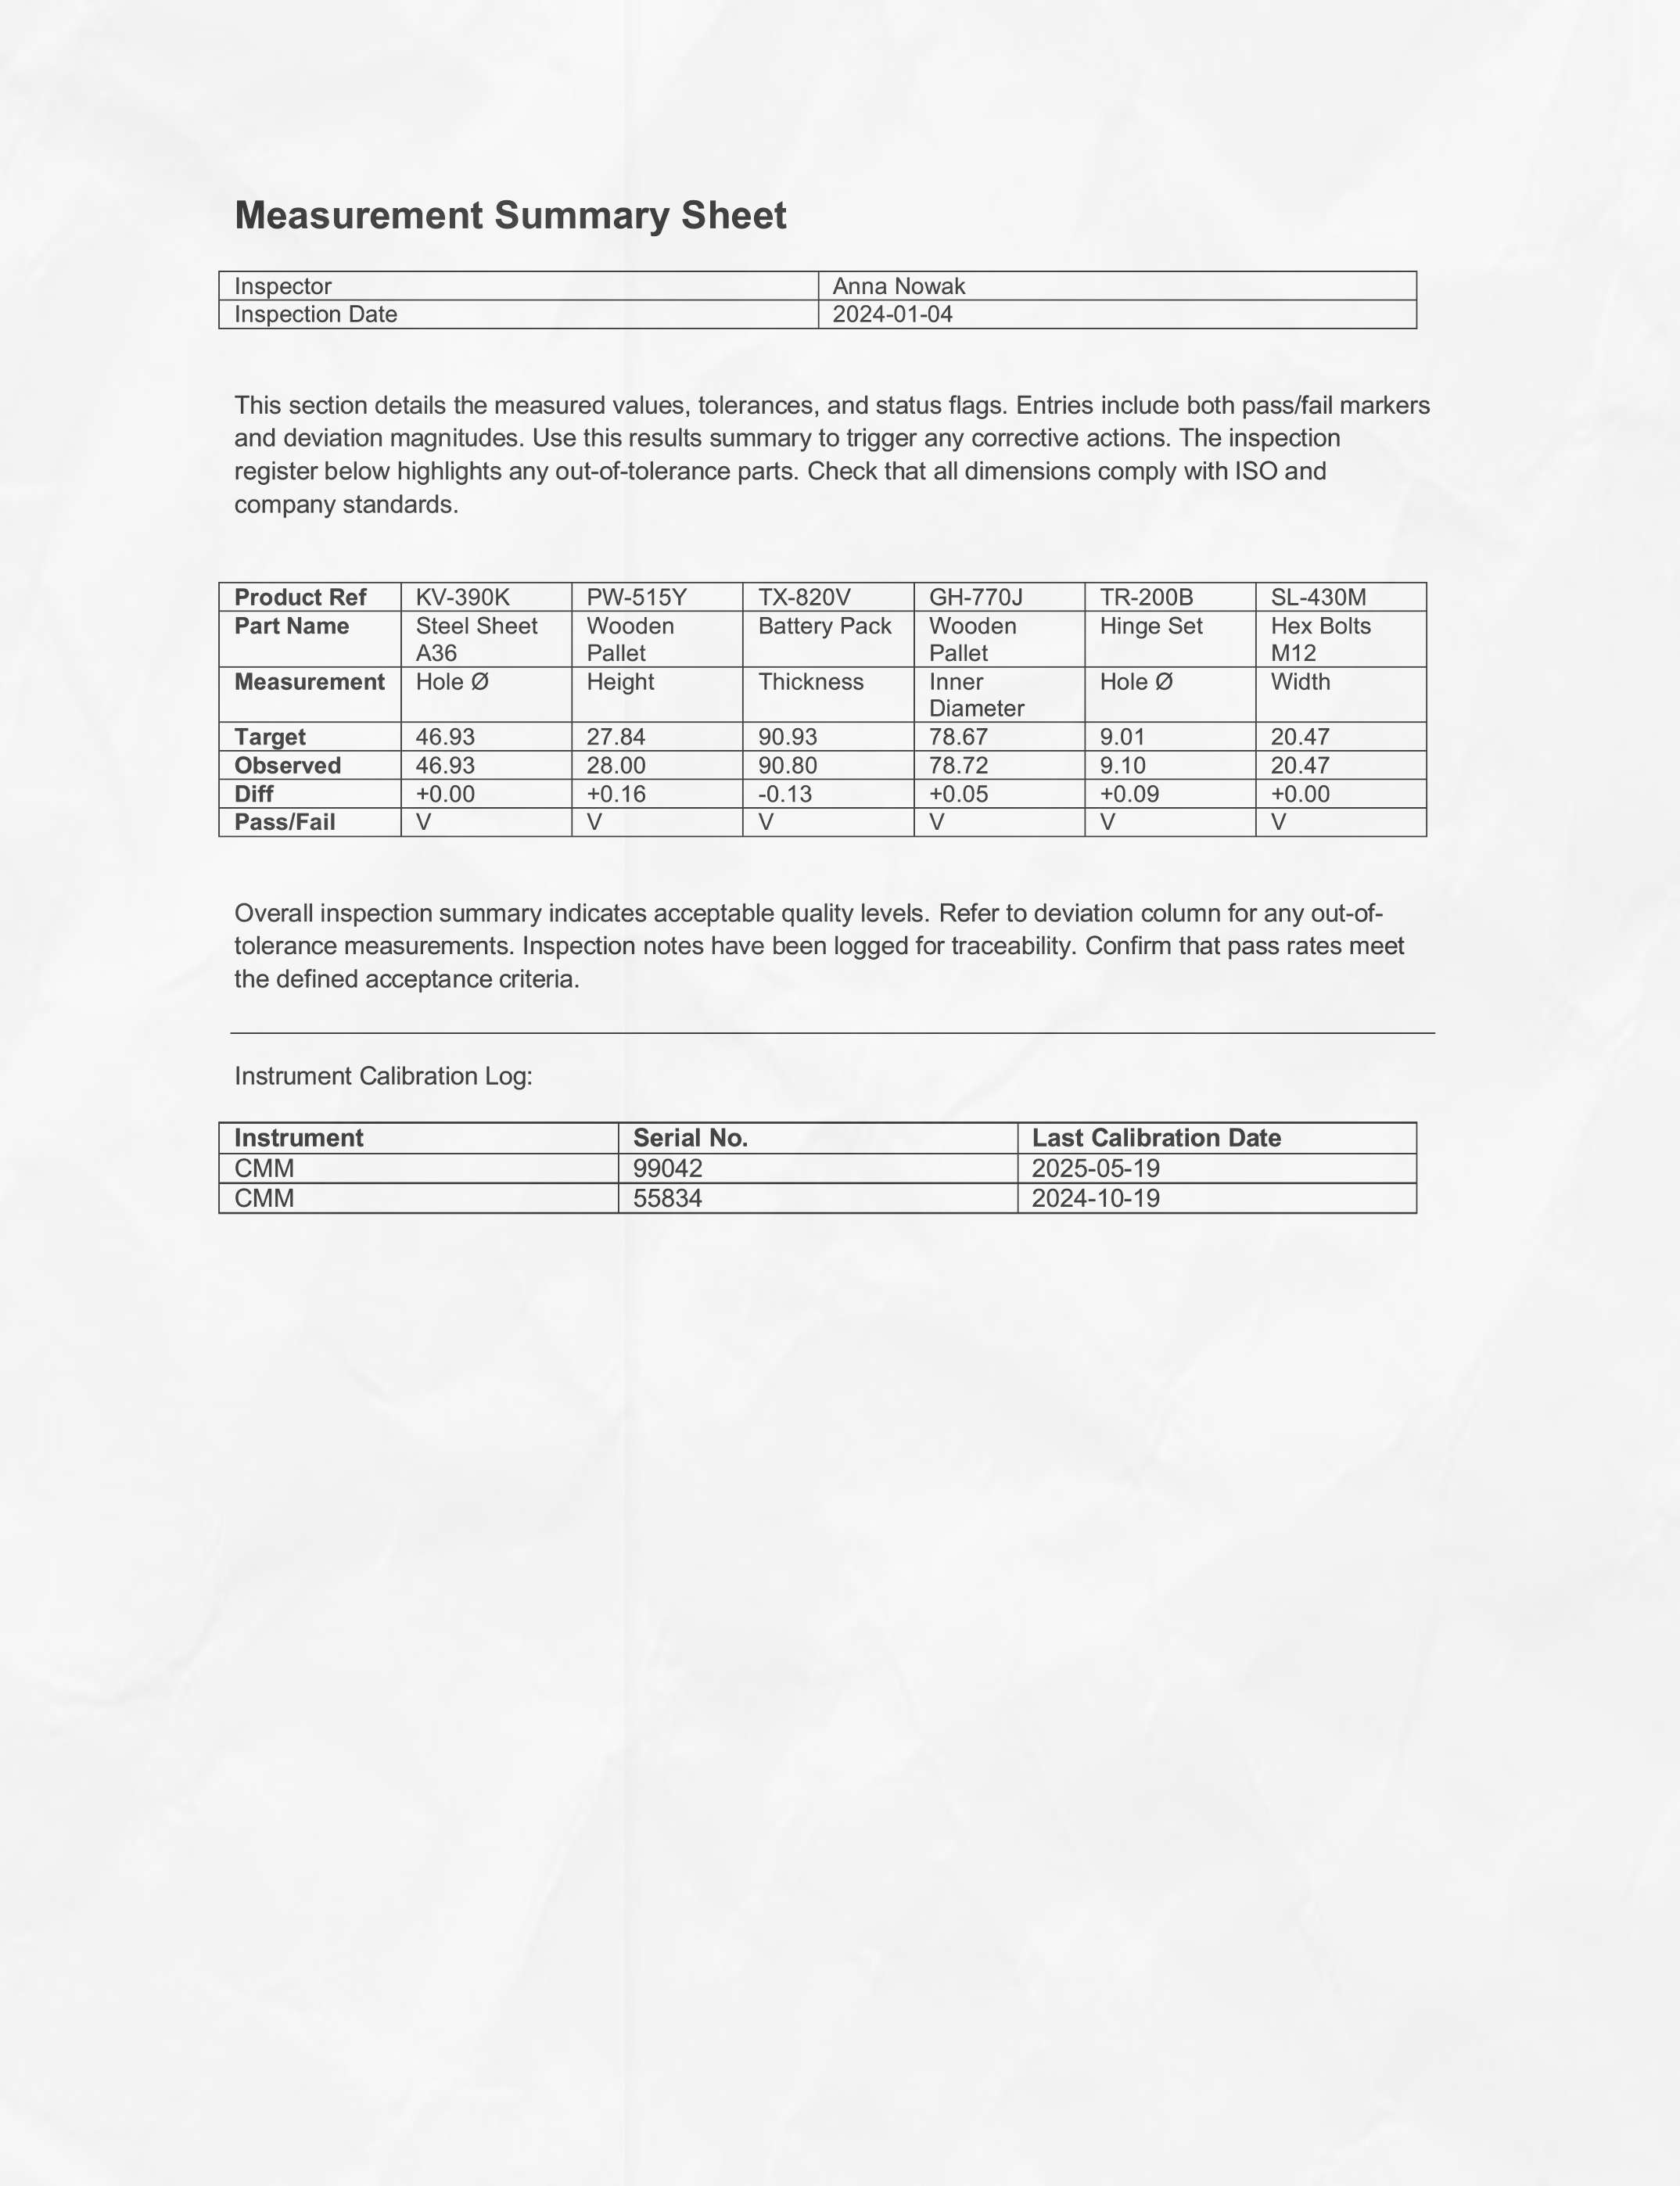 Measurement Summary Sheet
Inspector Anna Nowak
Inspection Date 2024-01-04
This section details the measured values, tolerances, and status flags. Entries include both pass/fail markers
and deviation magnitudes. Use this results summary to trigger any corrective actions. The inspection
register below highlights any out-of-tolerance parts. Check that all dimensions comply with ISO and
company standards.
Product Ref KV-390K PW-515Y TX-820V GH-770J TR-200B SL-430M
Part Name Steel Sheet Wooden Battery Pack Wooden Hinge Set Hex Bolts
A36 Pallet Pallet M12
Measurement Hole Ø Height Thickness Inner Hole Ø Width
Diameter
Target 46.93 27.84 90.93 78.67 9.01 20.47
Observed 46.93 28.00 90.80 78.72 9.10 20.47
Diff +0.00 +0.16 -0.13 +0.05 +0.09 +0.00
Pass/Fail V V V V V V
Overall inspection summary indicates acceptable quality levels. Refer to deviation column for any out-of-
tolerance measurements. Inspection notes have been logged for traceability. Confirm that pass rates meet
the defined acceptance criteria.
Instrument Calibration Log:
Instrument Serial No. Last Calibration Date
CMM 99042 2025-05-19
CMM 55834 2024-10-19